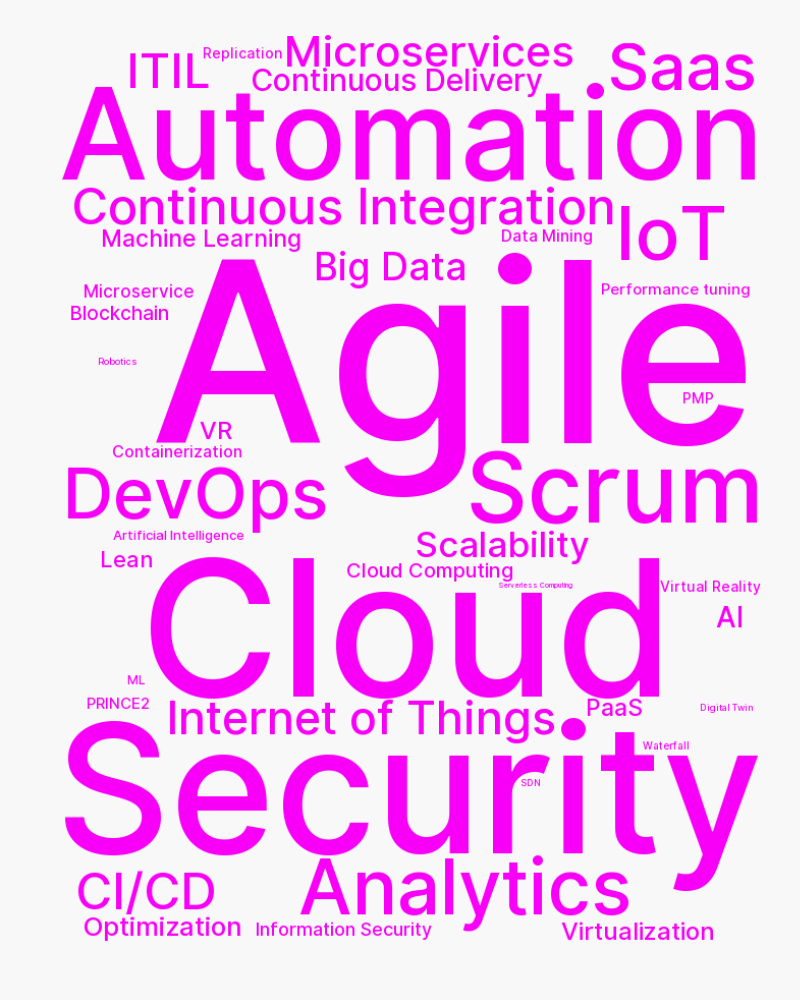 Replication
Microservices
ITIL
Saas
Continuous Delivery
Automation
Continuous Integration
IoT
Machine Learning
Data Mining
Big Data
Microservice
Performance tuning
Blockchain
Agile
Robotics
PMP
VR
Containerization
DevOps
Scrum
Artificial Intelligence
Scalability
Lean
Cloud Computing
Serverless Computing
Virtual Reality
Cloud
AI
ML
PRINCE2
Internet of Things
PaaS
Digital Twin
Waterfall
Security
SDN
CI/CD
Analytics
Optimization
Information Security
Virtualization